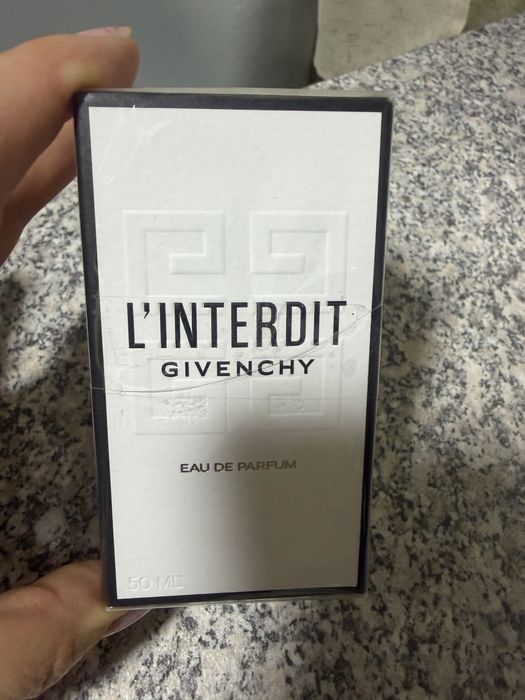 L'INTERDIT
GIVENCHY
EAU DE PARFUM
50 ML